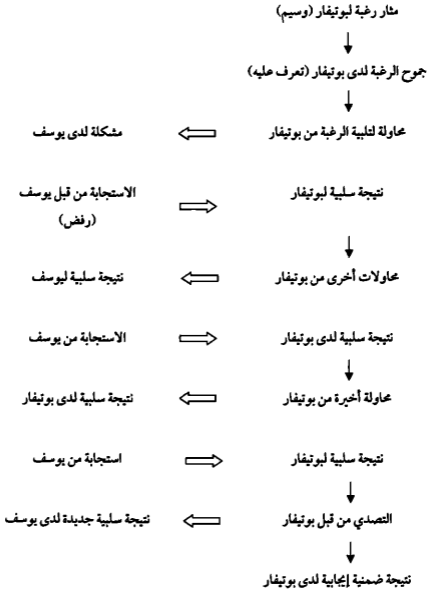 مثار رغبة لبوتيفار (وسيم)
جموح الرغبة لدى بوتيفار (تعرف عليه)
محاولة لتلبية الرغبة من بوتيفار
مشكلة لدى يوسف
نتيجة سلبية لبوتيفار
الاستجابة من قبل يوسف
(رفض)
محاولات أخرى من بوتيفار
نتيجة سلبية ليوسف
نتيجة سلبية لدى بوتيفار
الاستجابة من يوسف
محاولة أخيرة من بوتيفار
نتيجة سلبية لدى بوتيفار
نتيجة سلبية لبوتيفار
استجابة من يوسف
التصدي من قبل بوتيفار
نتيجة سلبية جديدة لدى يوسف
نتيجة ضمنية إيجابية لدى بوتيفار